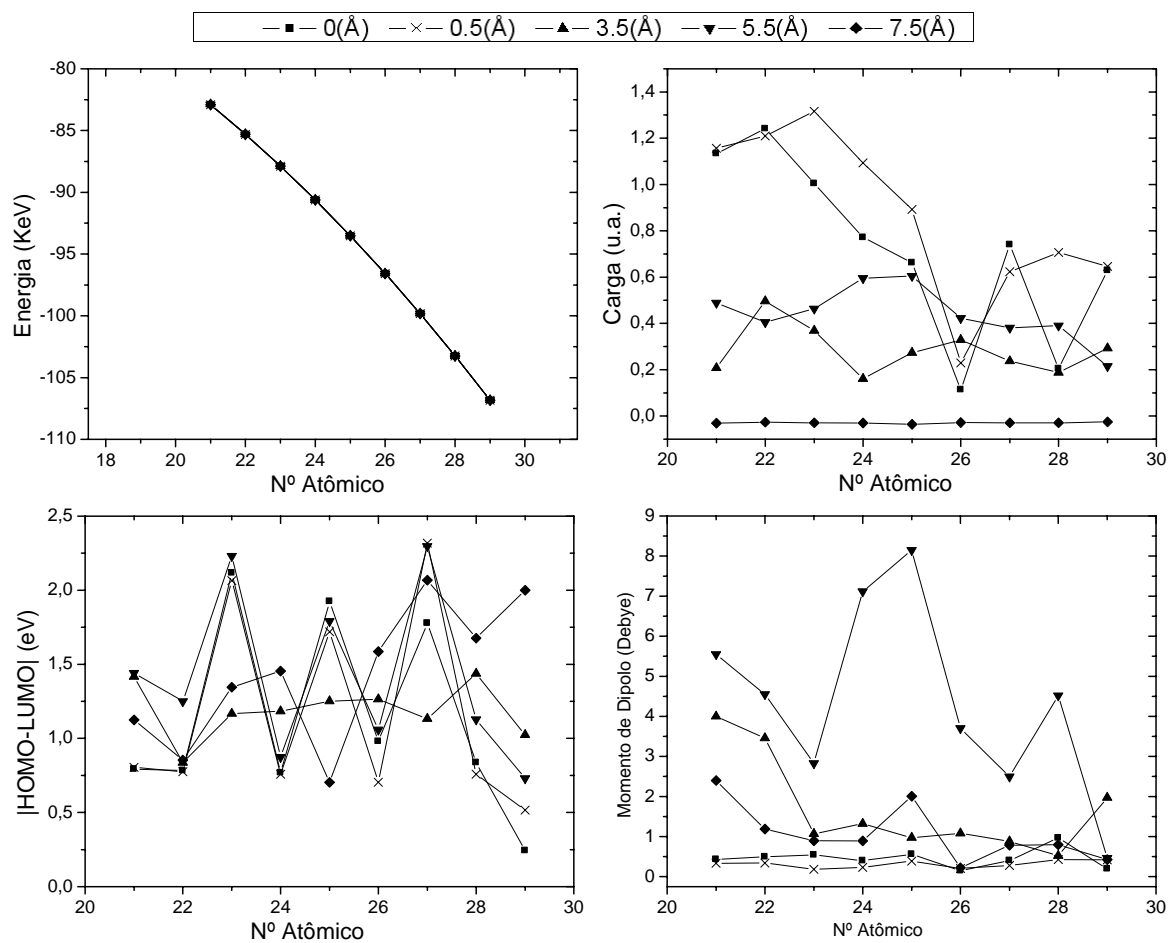 0(Å) 0.5(Å) 3.5(Å) 5.5(Å) 7.5(Å)
-80
-85
-90
-95
-100
-105
-110
Energia (KeV)
18 20 22 24 26 28 30
Nº Atômico
1,4
1,2
1,0
0,8
0,6
0,4
0,2
0,0
Carga (u.a.)
20 22 24 26 28 30
Nº Atômico
2,5
2,0
1,5
1,0
0,5
0,0
|HOMO-LUMO| (eV)
20 22 24 26 28 30
Nº Atômico
9
8
7
6
5
4
3
2
1
0
Momento de Dipolo (Debye)
20 22 24 26 28 30
Nº Atômico